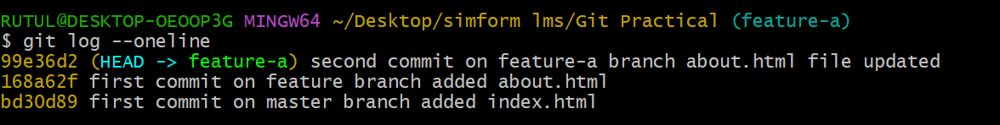 RUTUL@DESKTOP-OEOOP3G MINGW64 ~/Desktop/simform lms/Git Practical (feature-a)
$ git log --oneline
99e36d2 (HEAD -> feature-a) second commit on feature-a branch about.html file updated
168a62f first commit on feature branch added about.html
bd30d89 first commit on master branch added index.html